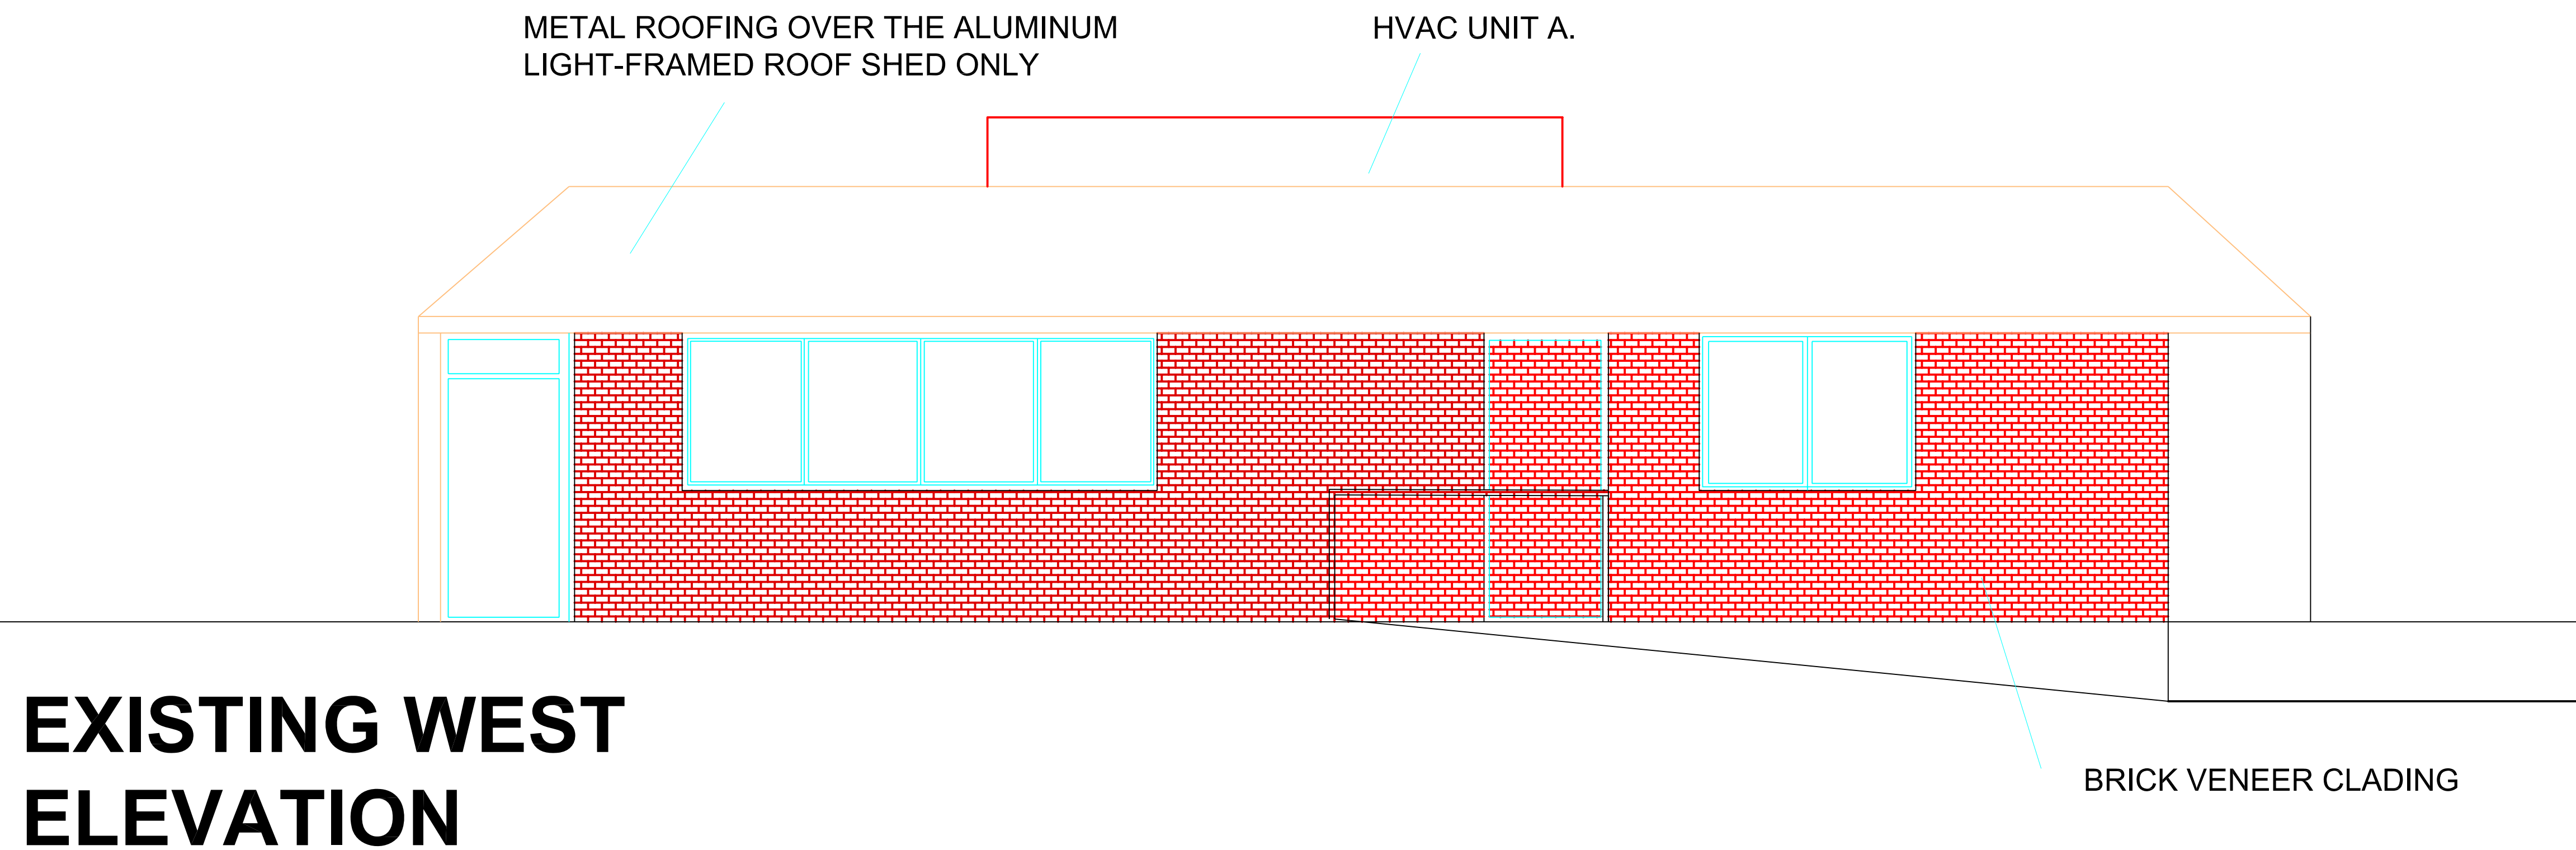 METAL ROOFING OVER THE ALUMINUM
LIGHT-FRAMED ROOF SHED ONLY
HVAC UNIT A.
EXISTING WEST
ELEVATION
BRICK VENEER CLADING